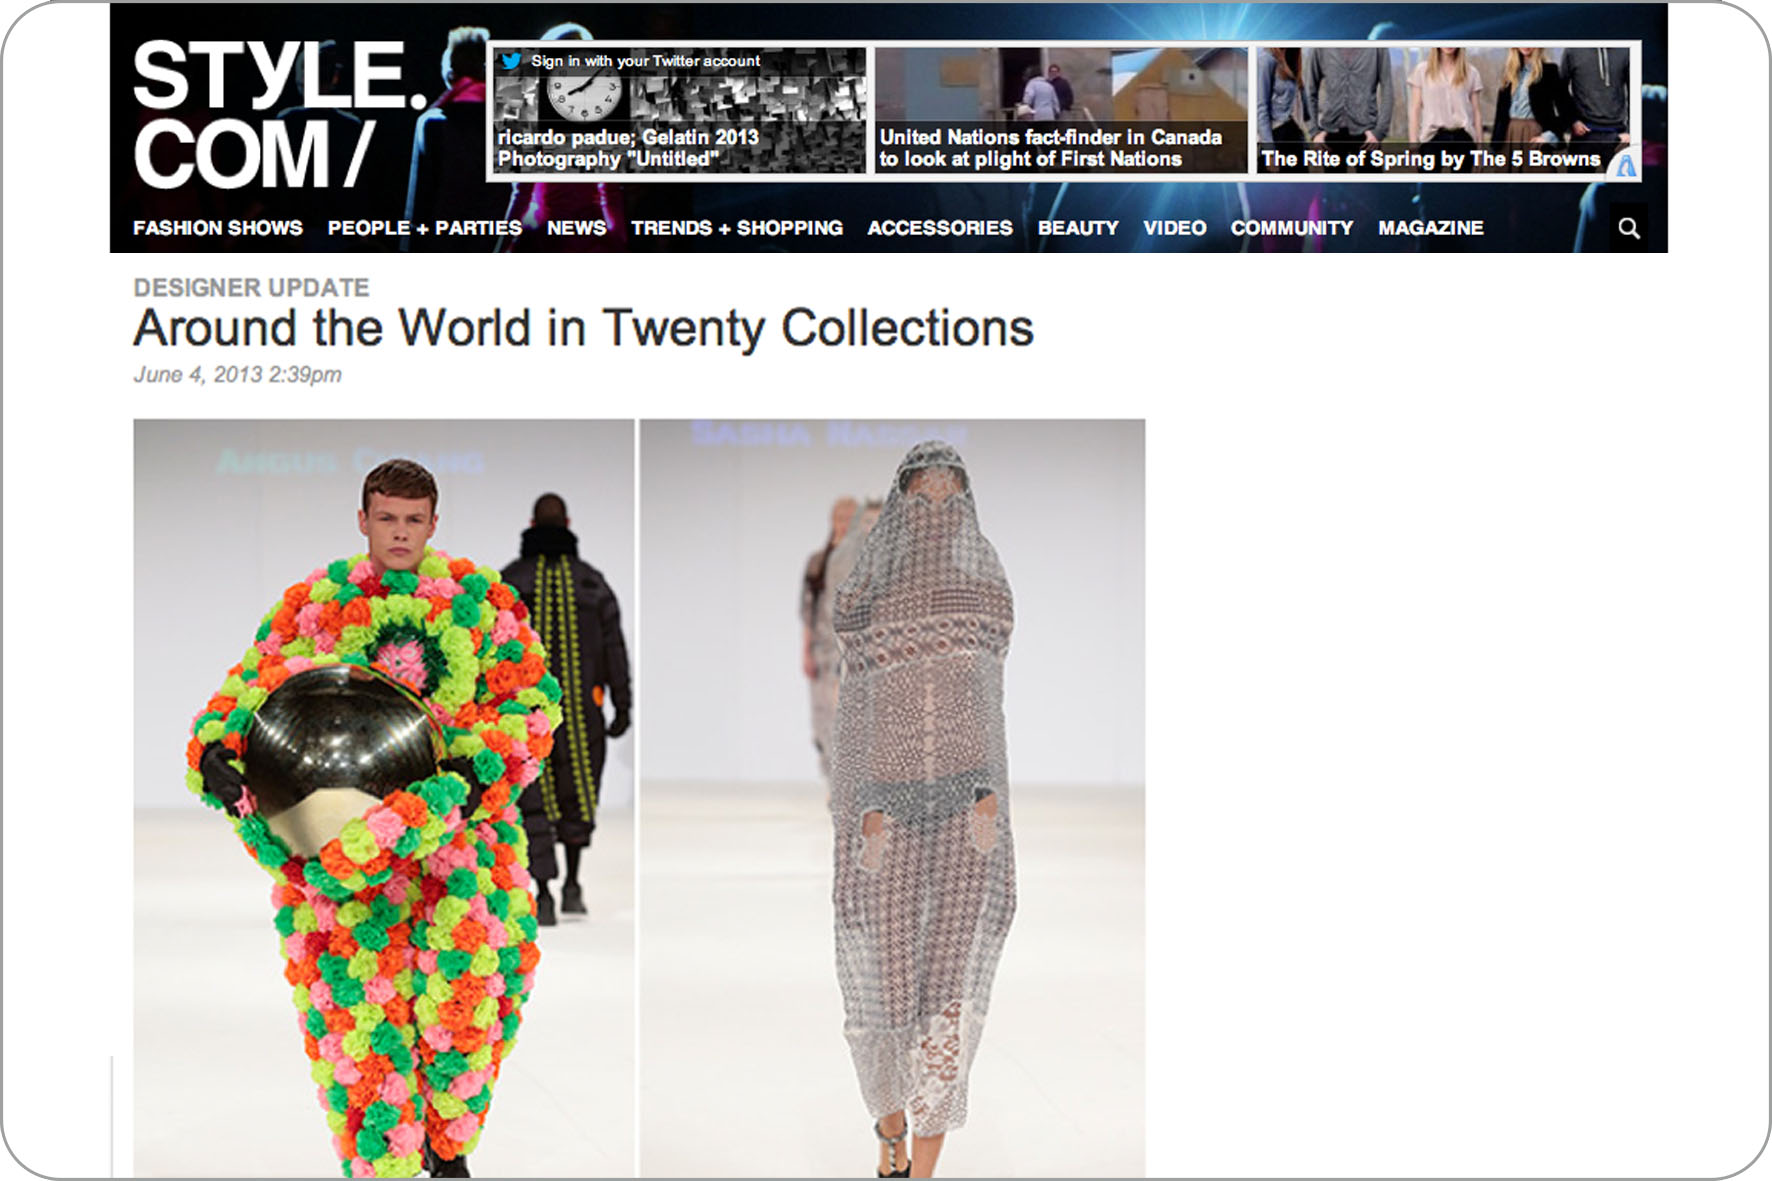 STYLE.
COM/
Sign in with your Twitter account
ricardo padue; Gelatin 2013
Photography "Untitled"
United Nations fact-finder in Canada
to look at plight of First Nations
The Rite of Spring by The 5 Browns
FASHION SHOWS PEOPLE + PARTIES NEWS TRENDS + SHOPPING ACCESSORIES BEAUTY VIDEO COMMUNITY MAGAZINE
DESIGNER UPDATE
Around the World in Twenty Collections
June 4, 2013 2:39pm
SASHA
ANGUS